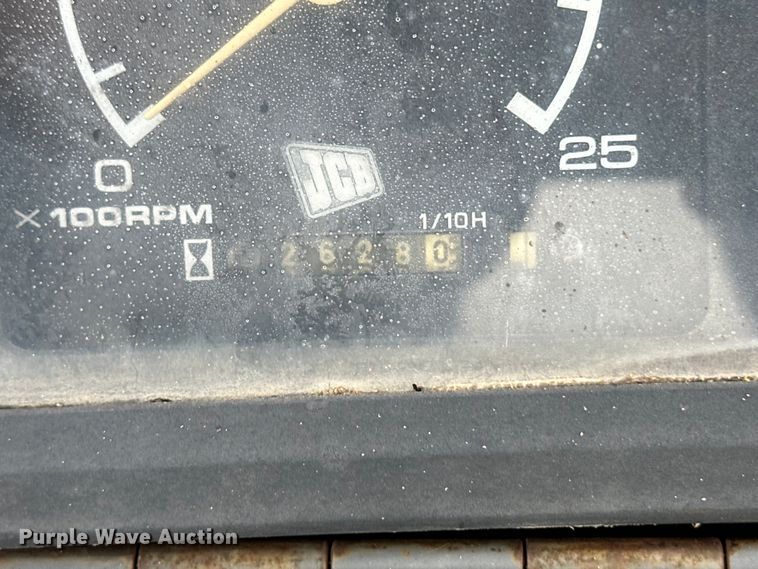 0
25
JCB
× 100RPM
1/10H
26280
Purple Wave Auction